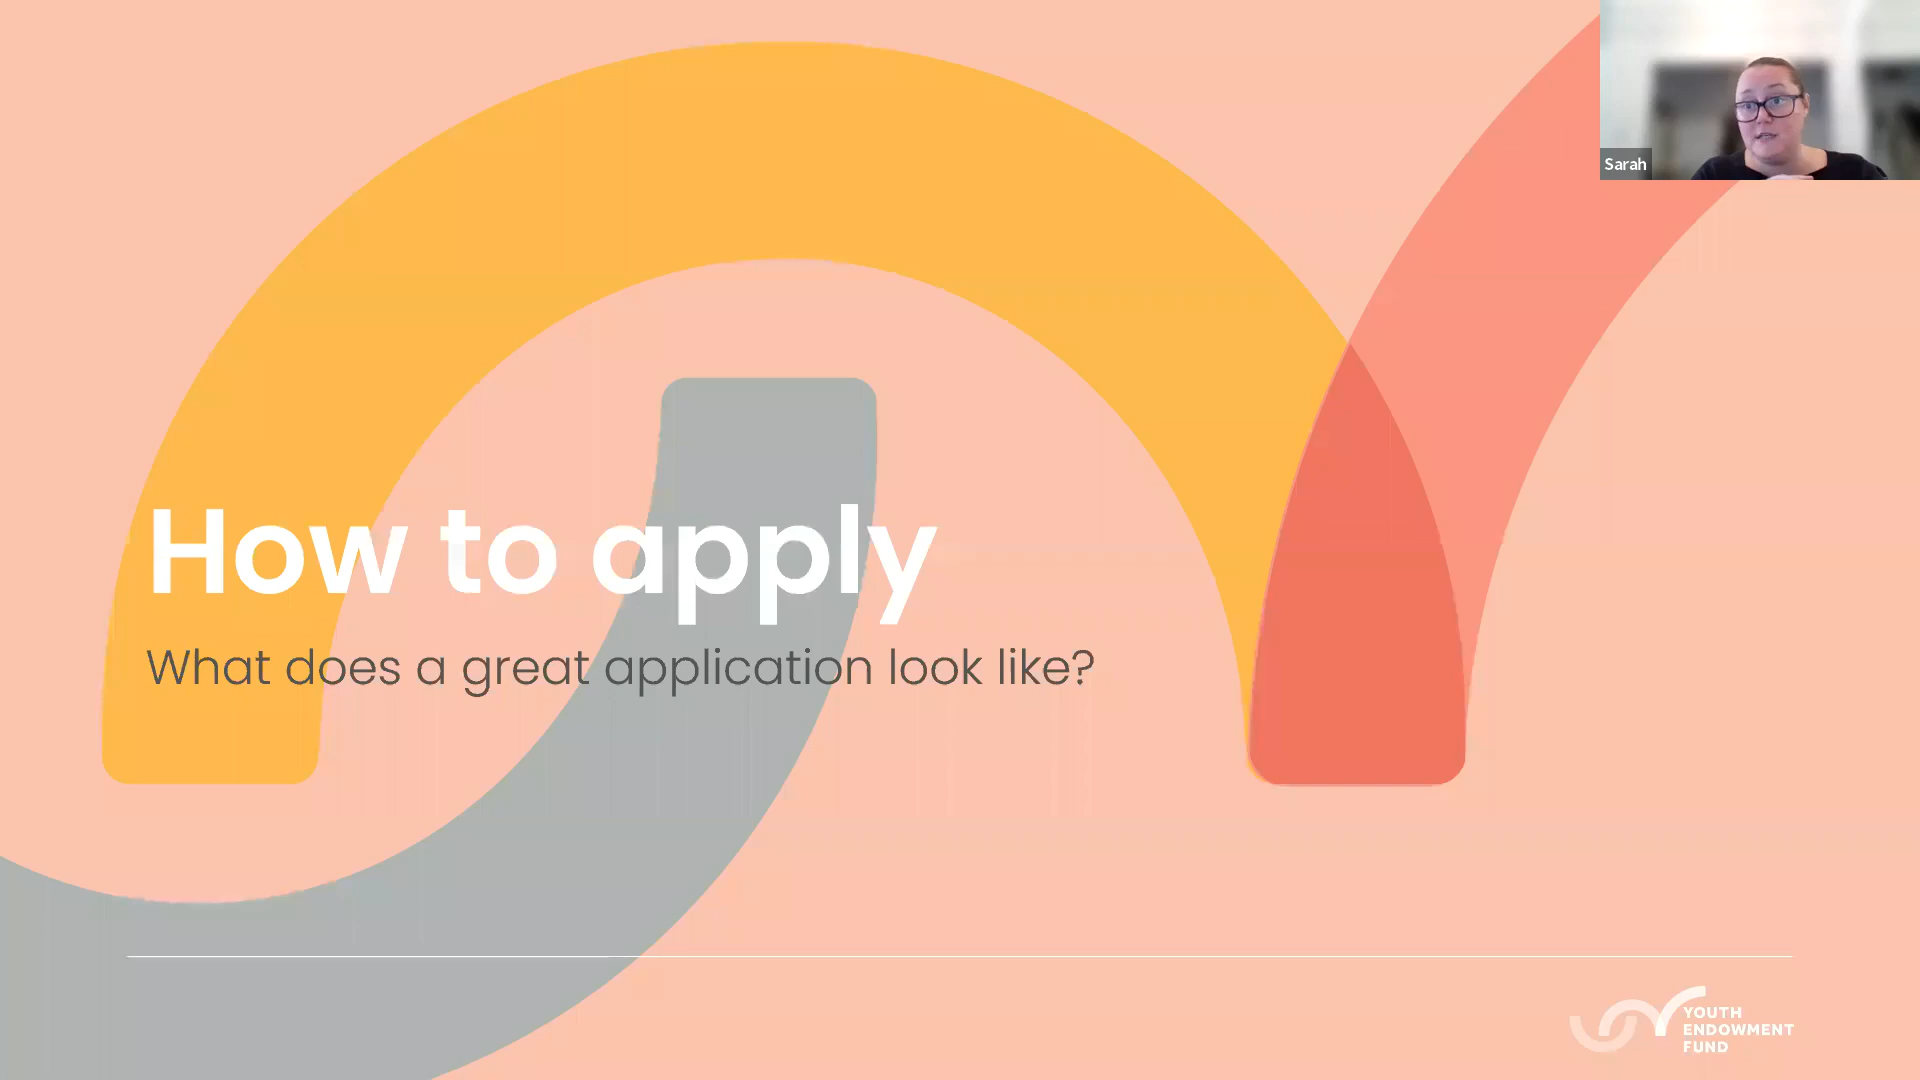 Sarah
How to apply
What does a great application look like?
YOUTH
ENDOWMENT
FUND